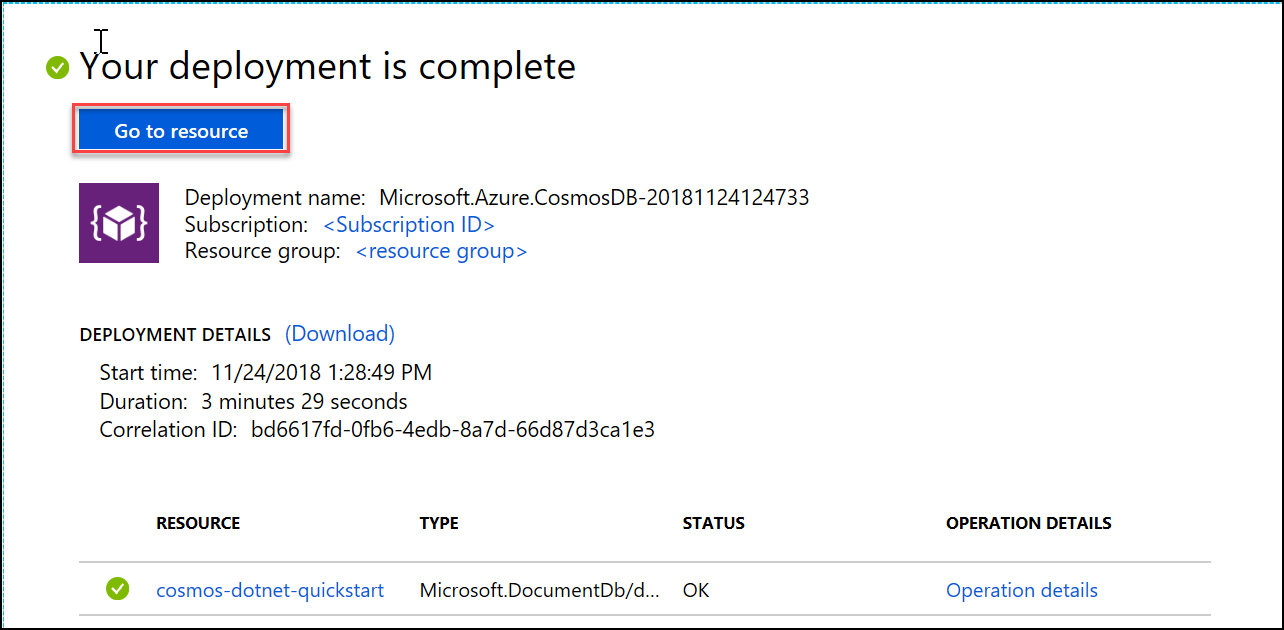 Your deployment is complete
Go to resource
Deployment name: Microsoft.Azure.CosmosDB-20181124124733
Subscription: <Subscription ID>
Resource group: <resource group>
DEPLOYMENT DETAILS (Download)
Start time: 11/24/2018 1:28:49 PM
Duration: 3 minutes 29 seconds
Correlation ID: bd6617fd-0fb6-4edb-8a7d-66d87d3ca1e3
RESOURCE TYPE STATUS OPERATION DETAILS
cosmos-dotnet-quickstart Microsoft.DocumentDb/d... OK Operation details